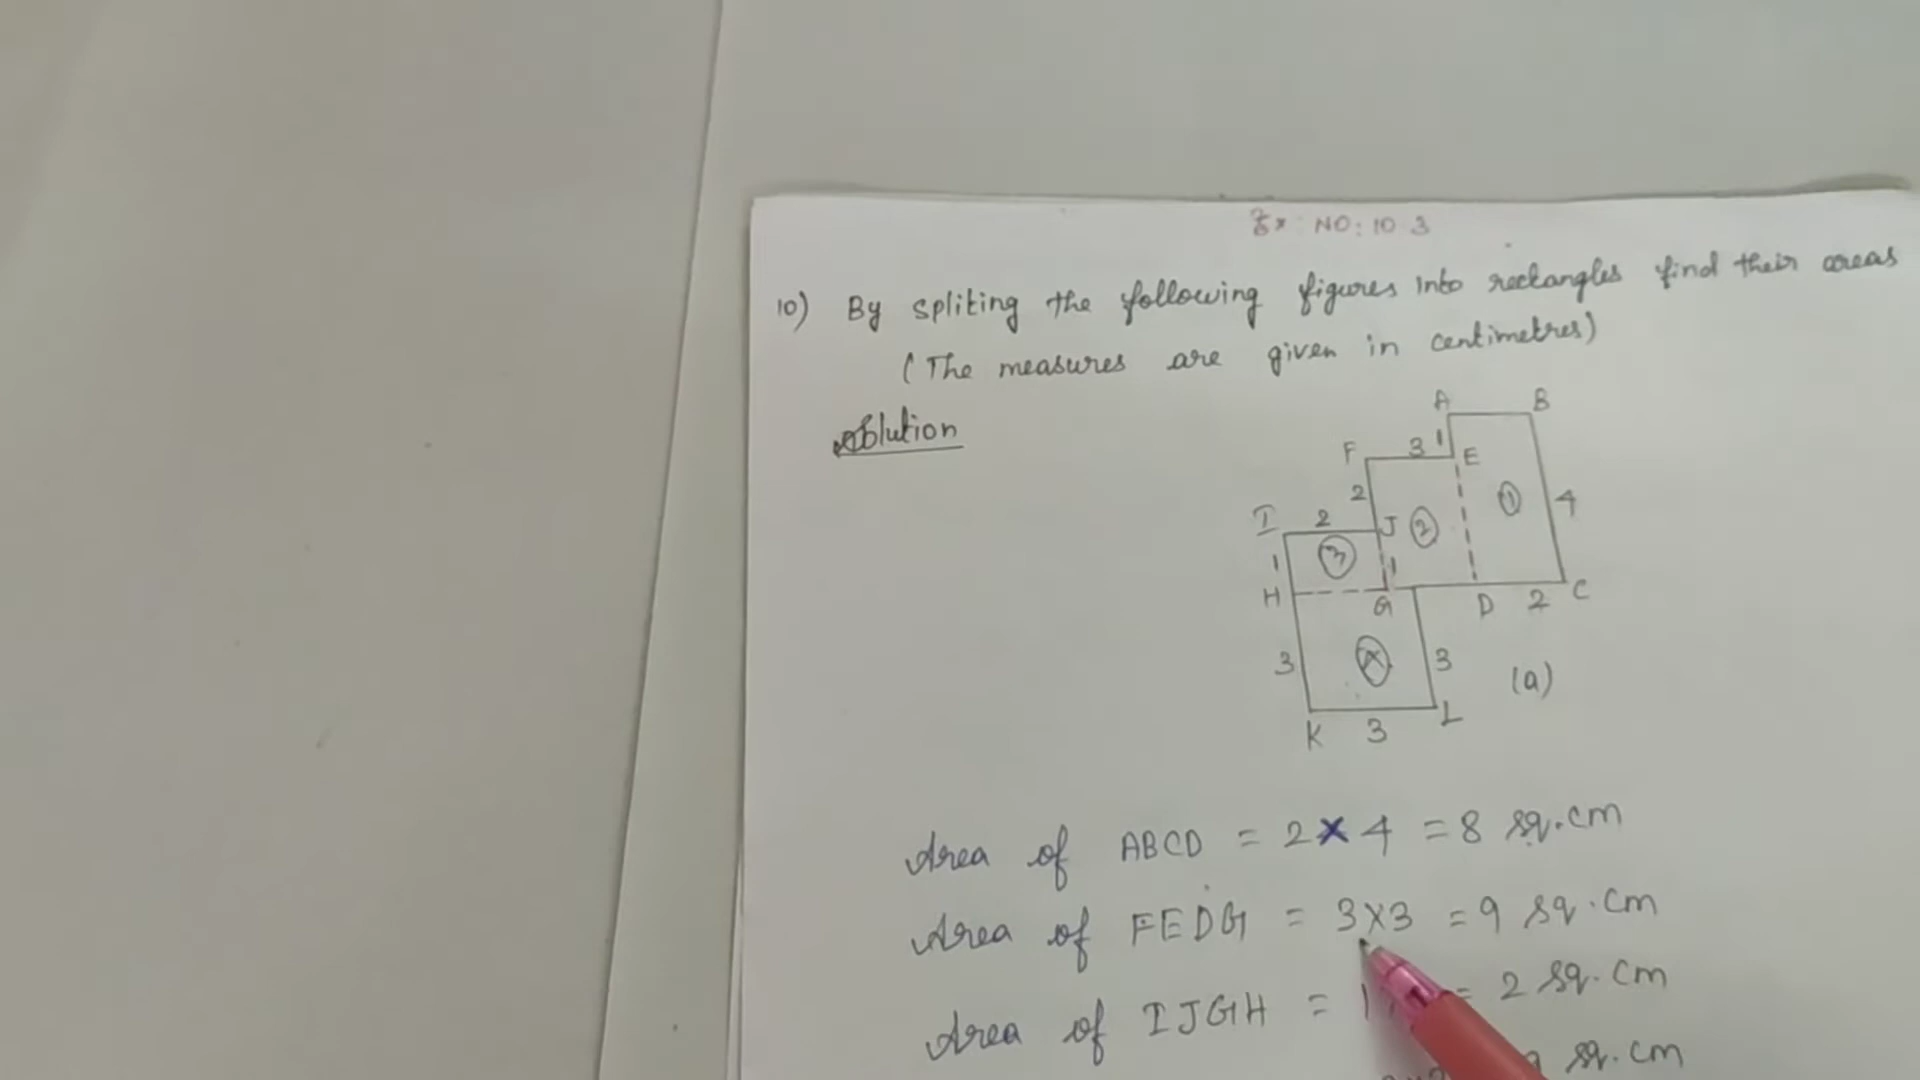 Ex: NO: 10.3
10) By spliting the following figures into rectangles find their areas
(The measures are given in centimetres)
Solution
A B
F 3 1 E
2 1 4
I 2 J 2
1 3 1
H G D 2 C
3 3 (a)
K 3 L
Area of ABCD = 2 × 4 = 8 sq.cm
Area of FEDG = 3×3 = 9 sq.cm
Area of IJGH = 1 = 2 sq.cm
9 sq.cm